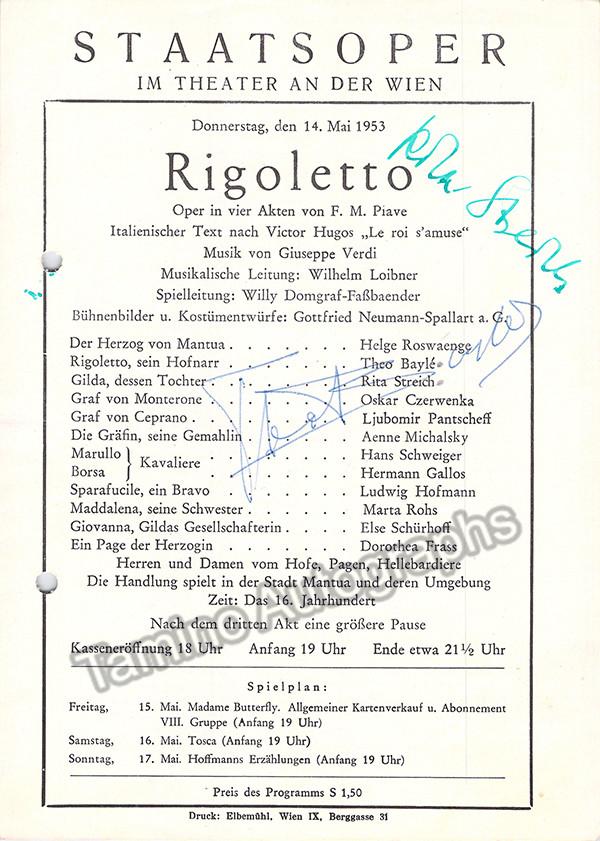 STAATSOPER
IM THEATER AN DER WIEN
Donnerstag, den 14. Mai 1953
Rigoletto
Oper in vier Akten von F. M. Piave
Italienischer Text nach Victor Hugos „Le roi s'amuse“
Musik von Giuseppe Verdi
Musikalische Leitung: Wilhelm Loibner
Spielleitung: Willy Domgraf-Faßbaender
Bühnenbilder u. Kostümentwürfe: Gottfried Neumann-Spallart a. G.
Rita Streich
Der Herzog von Mantua . . . . . . . Helge Roswaenge
Rigoletto, sein Hofnarr . . . . . . . Theo Baylé
Gilda, dessen Tochter . . . . . . . Rita Streich
Graf von Monterone . . . . . . . Oskar Czerwenka
Graf von Ceprano . . . . . . . Ljubomir Pantscheff
Die Gräfin, seine Gemahlin . . . . . . Aenne Michalsky
Marullo } Kavaliere . . . . . . Hans Schweiger
Borsa } Hermann Gallos
Sparafucile, ein Bravo . . . . . . . Ludwig Hofmann
Maddalena, seine Schwester . . . . . . Marta Rohs
Giovanna, Gildas Gesellschafterin . . . . Else Schürhoff
Ein Page der Herzogin . . . . . . . Dorothea Frass
Herren und Damen vom Hofe, Pagen, Hellebardiere
Die Handlung spielt in der Stadt Mantua und deren Umgebung
Zeit: Das 16. Jahrhundert
Nach dem dritten Akt eine größere Pause
Kasseneröffnung 18 Uhr Anfang 19 Uhr Ende etwa 21½ Uhr
Tamino Autographs
Spielplan:
Freitag, 15. Mai. Madame Butterfly. Allgemeiner Kartenverkauf u. Abonnement
VIII. Gruppe (Anfang 19 Uhr)
Samstag, 16. Mai. Tosca (Anfang 19 Uhr)
Sonntag, 17. Mai. Hoffmanns Erzählungen (Anfang 19 Uhr)
Preis des Programms S 1,50
Druck: Elbemühl, Wien IX, Berggasse 31